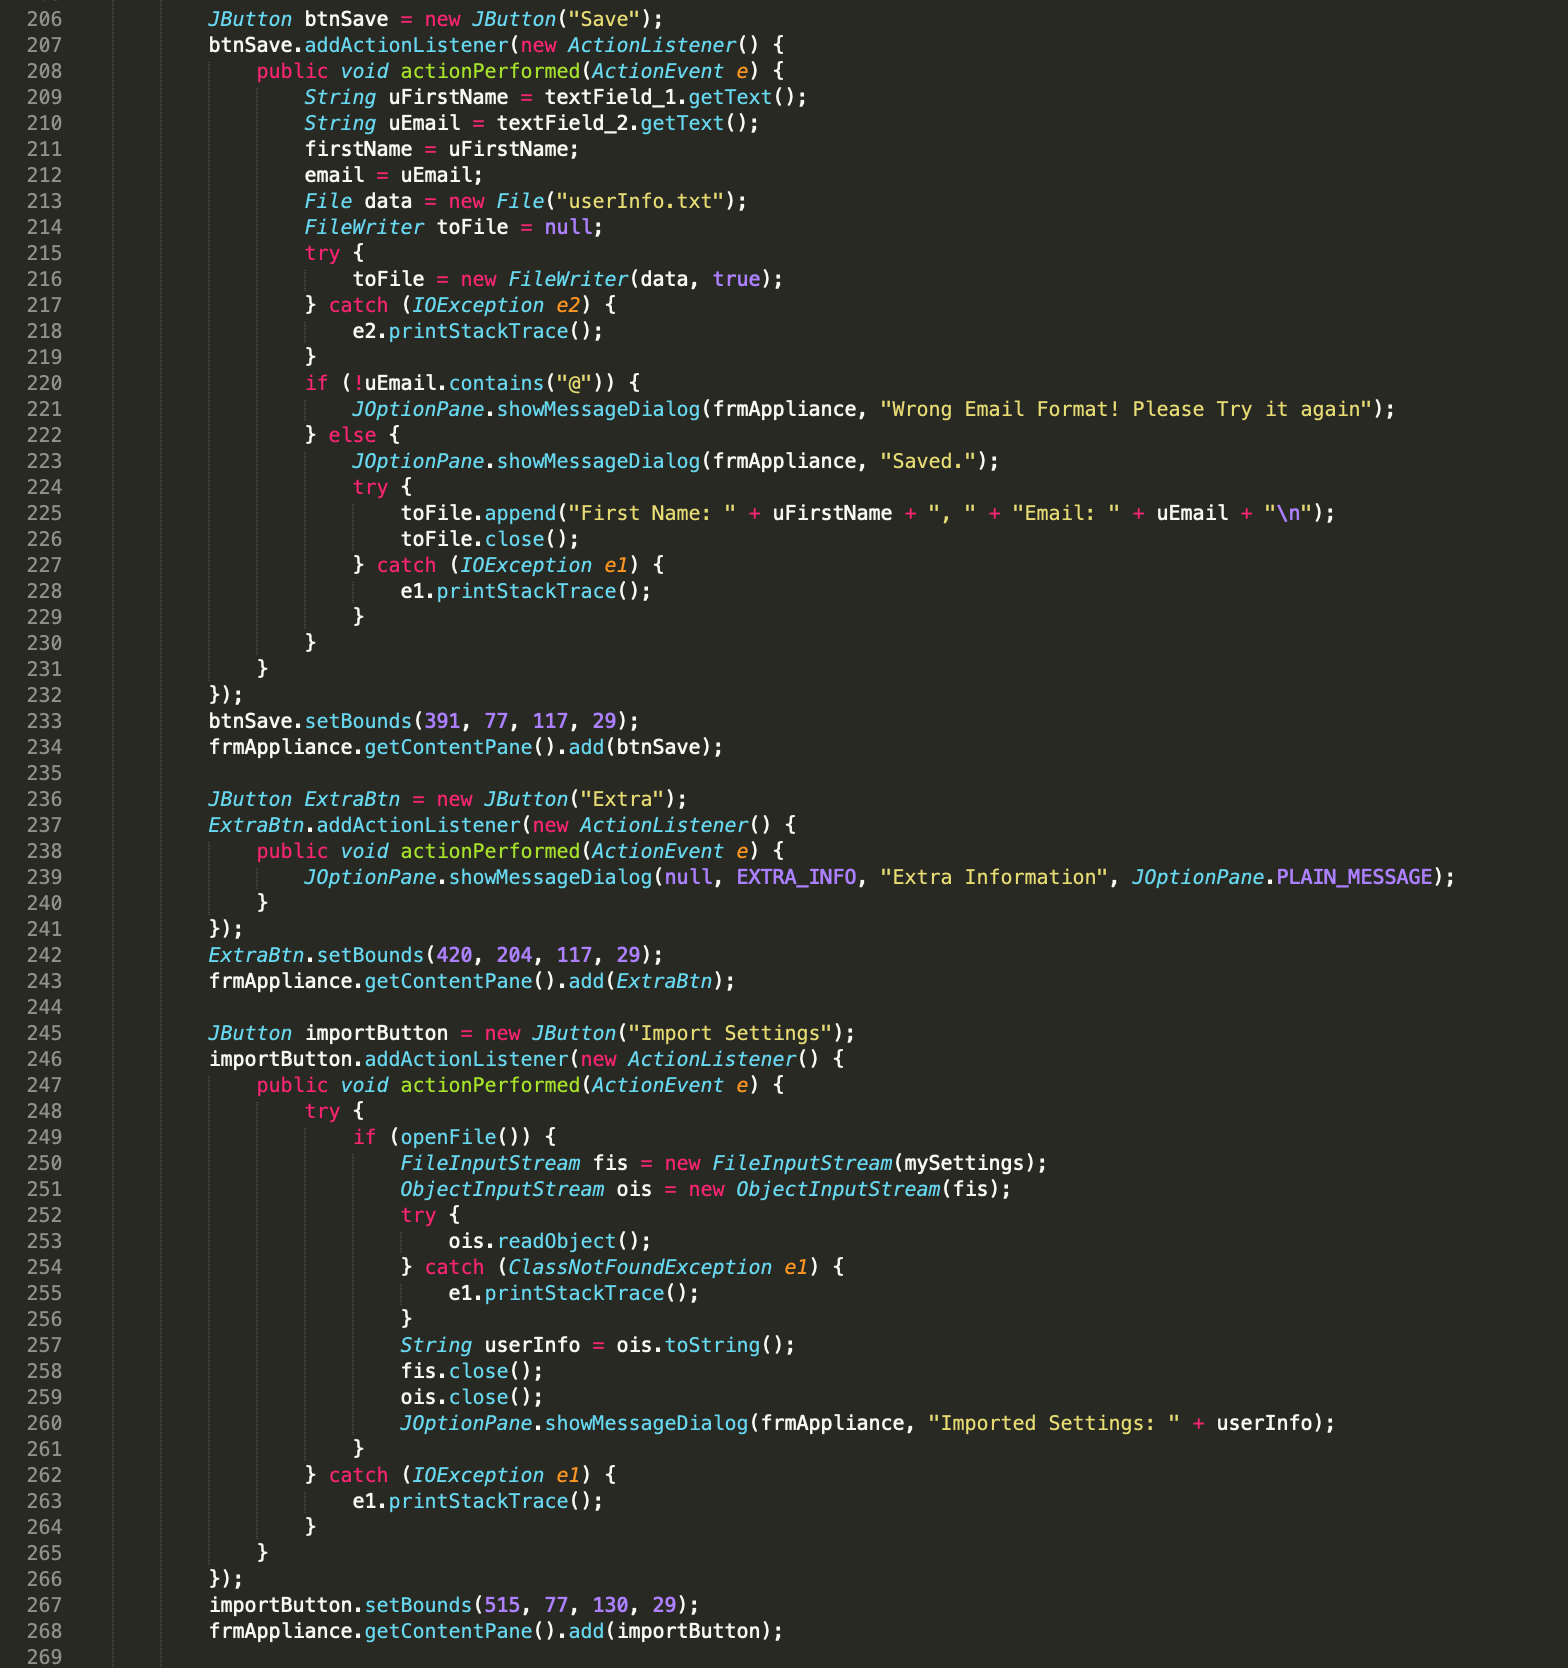 206 JButton btnSave = new JButton("Save");
207 btnSave.addActionListener(new ActionListener() {
208 public void actionPerformed(ActionEvent e) {
209 String uFirstName = textField_1.getText();
210 String uEmail = textField_2.getText();
211 firstName = uFirstName;
212 email = uEmail;
213 File data = new File("userInfo.txt");
214 FileWriter toFile = null;
215 try {
216 toFile = new FileWriter(data, true);
217 } catch (IOException e2) {
218 e2.printStackTrace();
219 }
220 if (!uEmail.contains("@")) {
221 JOptionPane.showMessageDialog(frmAppliance, "Wrong Email Format! Please Try it again");
222 } else {
223 JOptionPane.showMessageDialog(frmAppliance, "Saved.");
224 try {
225 toFile.append("First Name: " + uFirstName + ", " + "Email: " + uEmail + "\n");
226 toFile.close();
227 } catch (IOException e1) {
228 e1.printStackTrace();
229 }
230 }
231 }
232 });
233 btnSave.setBounds(391, 77, 117, 29);
234 frmAppliance.getContentPane().add(btnSave);
235
236 JButton ExtraBtn = new JButton("Extra");
237 ExtraBtn.addActionListener(new ActionListener() {
238 public void actionPerformed(ActionEvent e) {
239 JOptionPane.showMessageDialog(null, EXTRA_INFO, "Extra Information", JOptionPane.PLAIN_MESSAGE);
240 }
241 });
242 ExtraBtn.setBounds(420, 204, 117, 29);
243 frmAppliance.getContentPane().add(ExtraBtn);
244
245 JButton importButton = new JButton("Import Settings");
246 importButton.addActionListener(new ActionListener() {
247 public void actionPerformed(ActionEvent e) {
248 try {
249 if (openFile()) {
250 FileInputStream fis = new FileInputStream(mySettings);
251 ObjectInputStream ois = new ObjectInputStream(fis);
252 try {
253 ois.readObject();
254 } catch (ClassNotFoundException e1) {
255 e1.printStackTrace();
256 }
257 String userInfo = ois.toString();
258 fis.close();
259 ois.close();
260 JOptionPane.showMessageDialog(frmAppliance, "Imported Settings: " + userInfo);
261 }
262 } catch (IOException e1) {
263 e1.printStackTrace();
264 }
265 }
266 });
267 importButton.setBounds(515, 77, 130, 29);
268 frmAppliance.getContentPane().add(importButton);
269